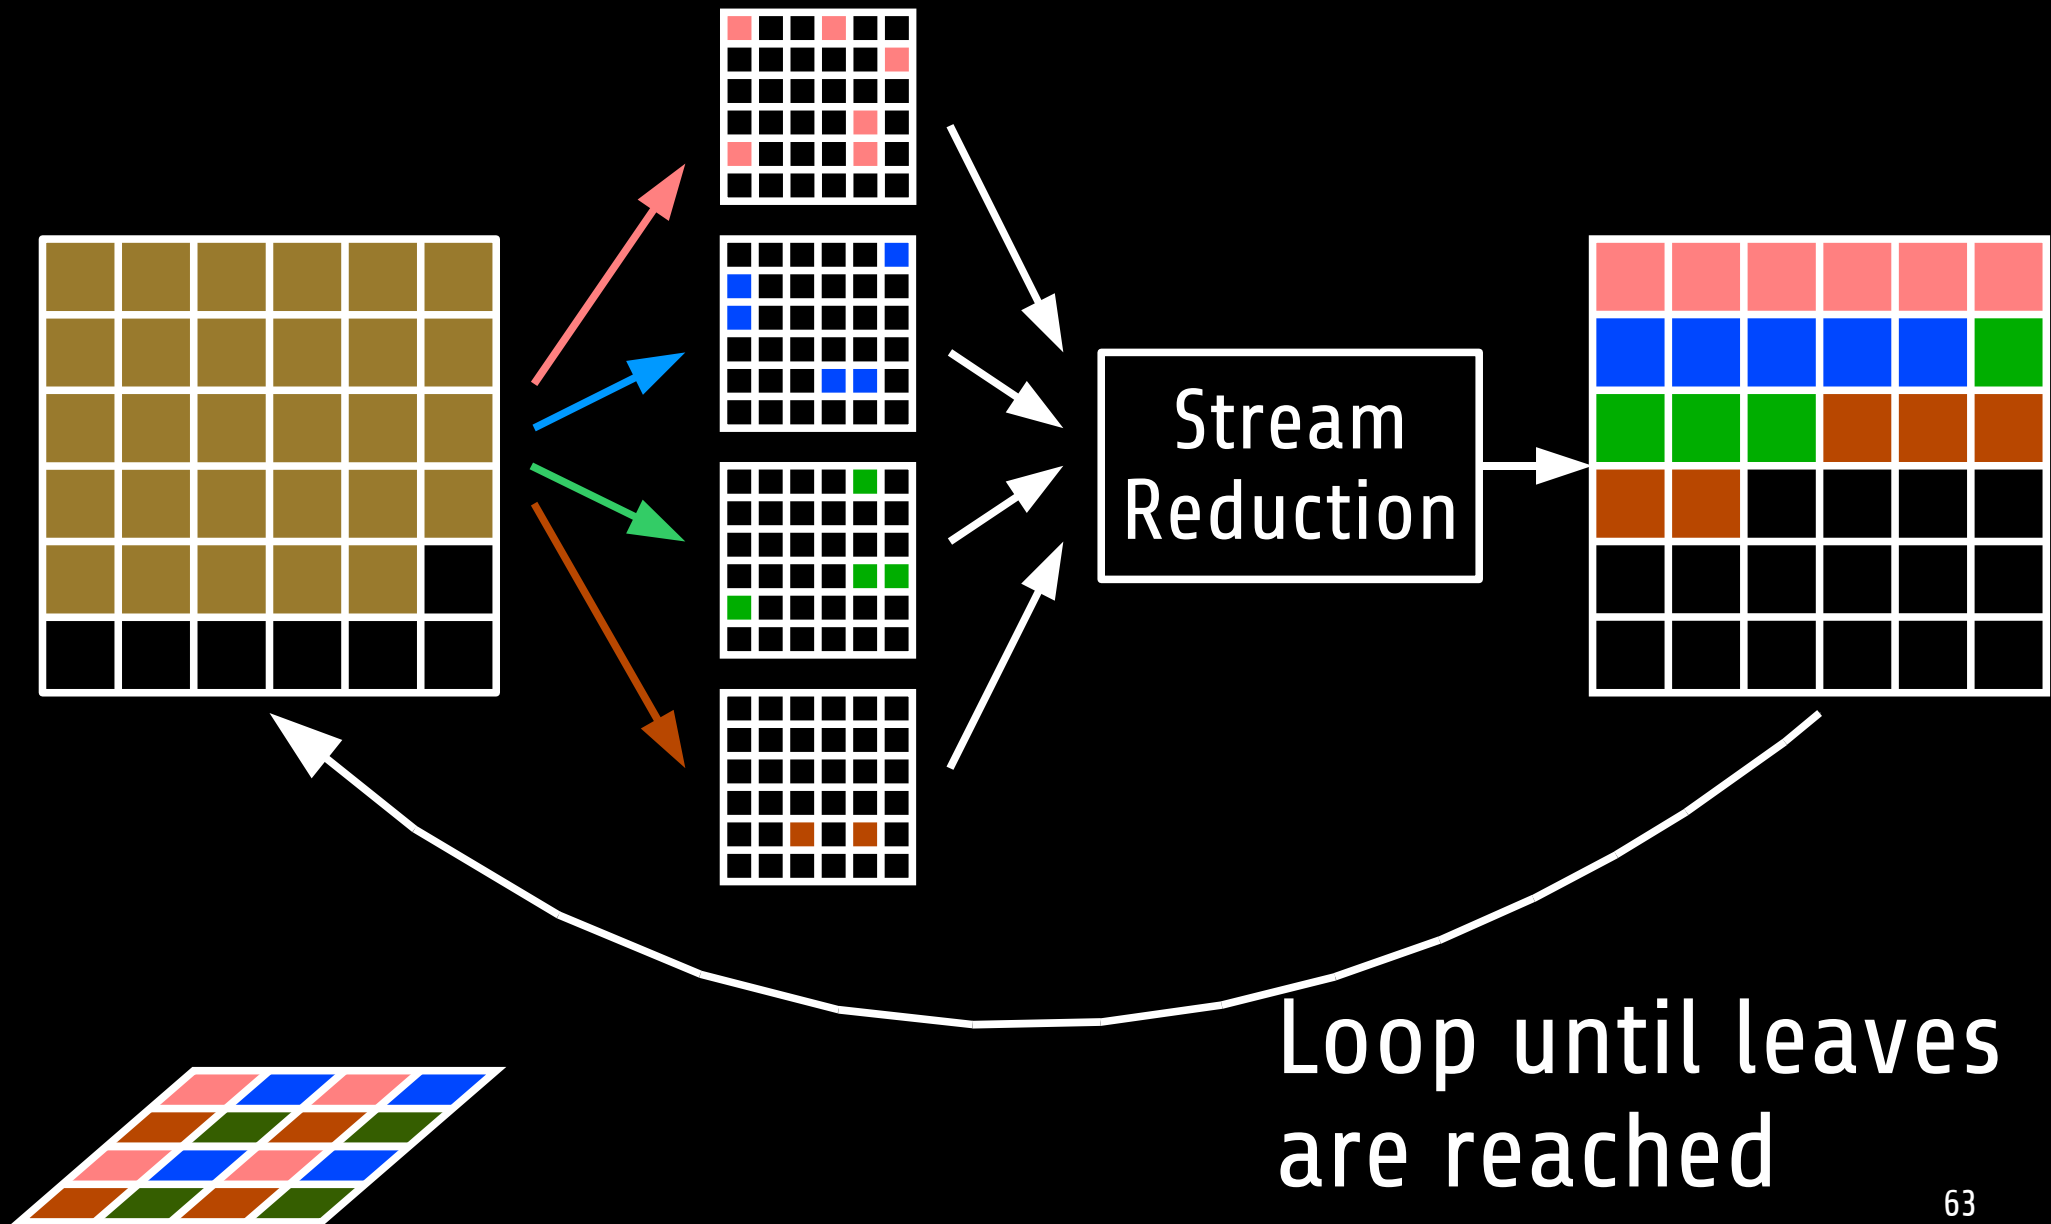 Stream
Reduction
Loop until leaves
are reached
63